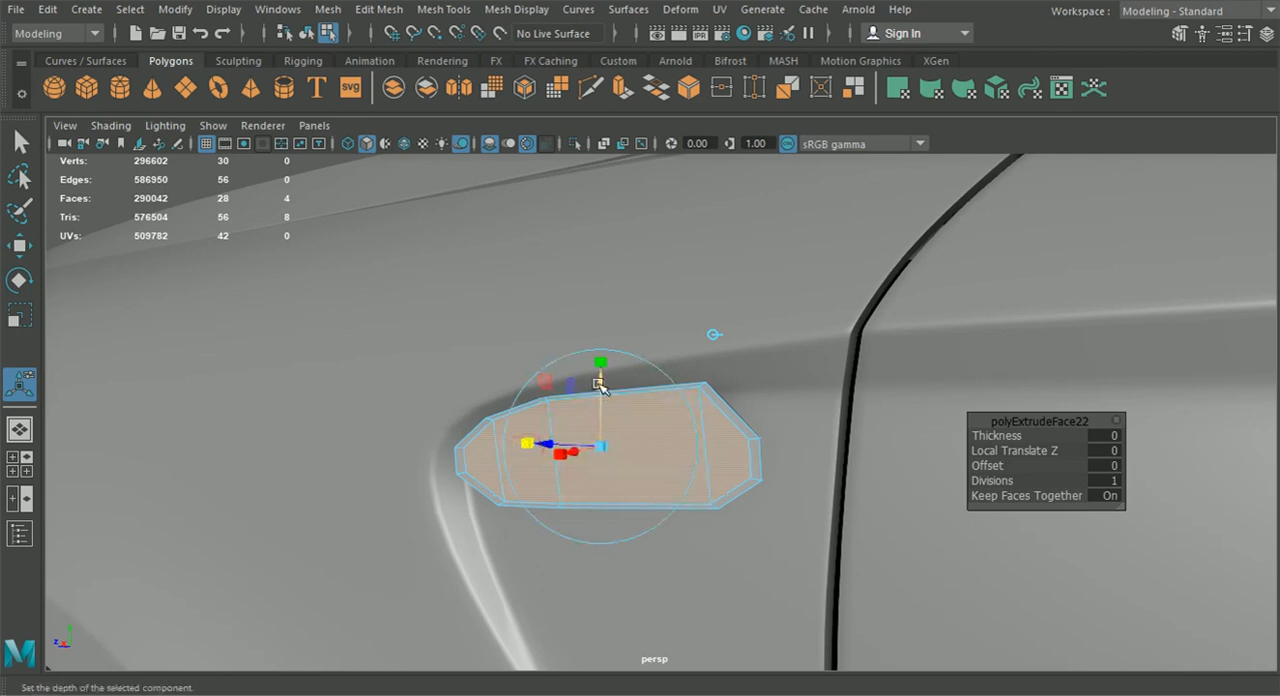 File Edit Create Select Modify Display Windows Mesh Edit Mesh Mesh Tools Mesh Display Curves Surfaces Deform UV Generate Cache Arnold Help Workspace : Modeling - Standard
Modeling No Live Surface Sign In
Curves / Surfaces Polygons Sculpting Rigging Animation Rendering FX FX Caching Custom Arnold Bifrost MASH Motion Graphics XGen
T svg
View Shading Lighting Show Renderer Panels
0.00 1.00 sRGB gamma
Verts: 296602 30 0
Edges: 586950 56 0
Faces: 290042 28 4
Tris: 576504 56 8
UVs: 509782 42 0
polyExtrudeFace22
Thickness 0
Local Translate Z 0
Offset 0
Divisions 1
Keep Faces Together On
persp
Set the depth of the selected component.